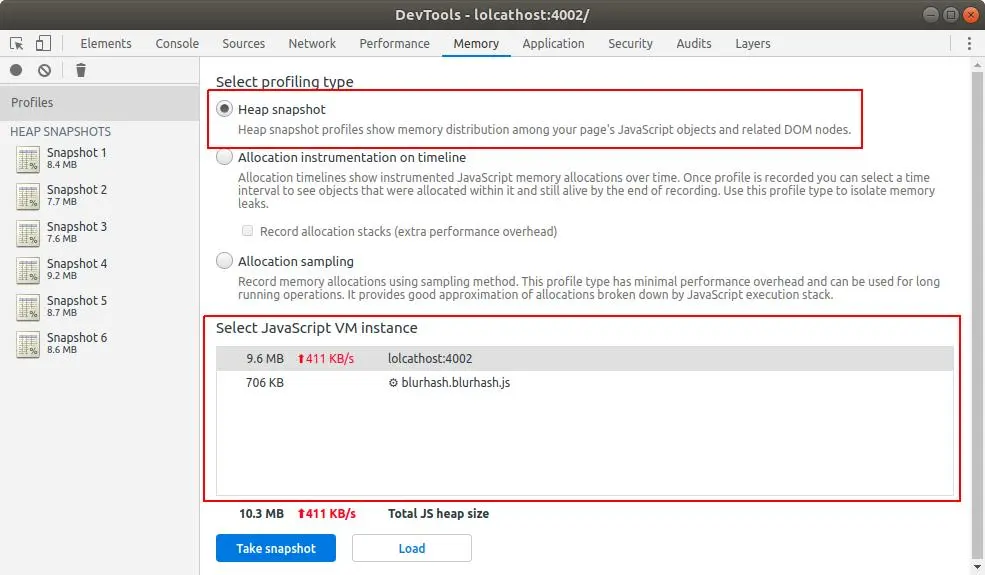 DevTools - lolcathost:4002/
Elements Console Sources Network Performance Memory Application Security Audits Layers
Profiles
HEAP SNAPSHOTS
Snapshot 1
8.4 MB
Snapshot 2
7.7 MB
Snapshot 3
7.6 MB
Snapshot 4
9.2 MB
Snapshot 5
8.7 MB
Snapshot 6
8.6 MB
Select profiling type
Heap snapshot
Heap snapshot profiles show memory distribution among your page's JavaScript objects and related DOM nodes.
Allocation instrumentation on timeline
Allocation timelines show instrumented JavaScript memory allocations over time. Once profile is recorded you can select a time
interval to see objects that were allocated within it and still alive by the end of recording. Use this profile type to isolate memory
leaks.
Record allocation stacks (extra performance overhead)
Allocation sampling
Record memory allocations using sampling method. This profile type has minimal performance overhead and can be used for long
running operations. It provides good approximation of allocations broken down by JavaScript execution stack.
Select JavaScript VM instance
9.6 MB ⬆411 KB/s lolcathost:4002
706 KB ⚙ blurhash.blurhash.js
10.3 MB ⬆411 KB/s Total JS heap size
Take snapshot Load